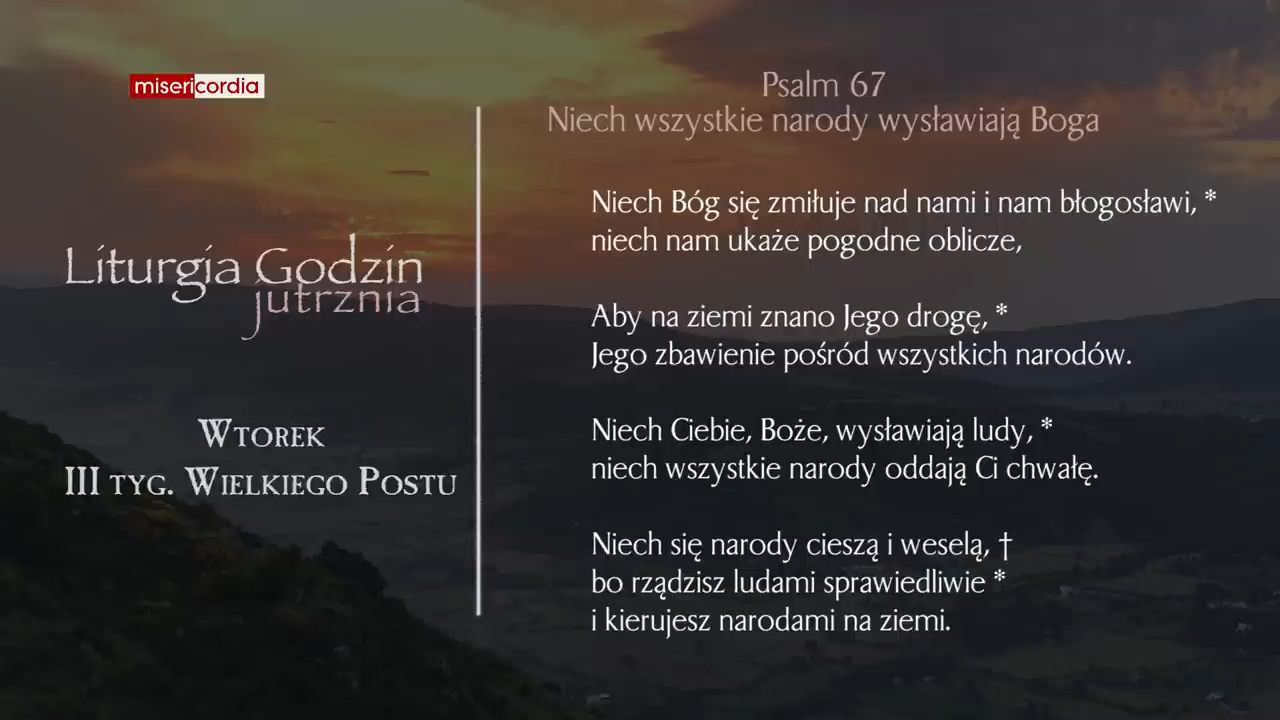 misericordia
Liturgia Godzin
jutrznia
Wtorek
III tyg. Wielkiego Postu
Psalm 67
Niech wszystkie narody wysławiają Boga
Niech Bóg się zmiłuje nad nami i nam błogosławi, *
niech nam ukaże pogodne oblicze,
Aby na ziemi znano Jego drogę, *
Jego zbawienie pośród wszystkich narodów.
Niech Ciebie, Boże, wysławiają ludy, *
niech wszystkie narody oddają Ci chwałę.
Niech się narody cieszą i weselą, †
bo rządzisz ludami sprawiedliwie *
i kierujesz narodami na ziemi.